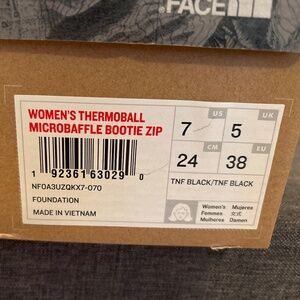 FACE
WOMEN'S THERMOBALL
MICROBAFFLE BOOTIE ZIP
1 92361 63029 0
NF0A3UZQKX7-070
FOUNDATION
MADE IN VIETNAM
7 US
5 UK
24 CM
38 EU
TNF BLACK/TNF BLACK
Women's Mujeres
Femmes 女式
Mulheres Damen